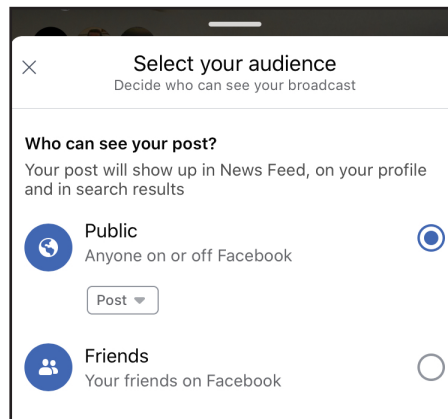 Select your audience
Decide who can see your broadcast
Who can see your post?
Your post will show up in News Feed, on your profile
and in search results
Public
Anyone on or off Facebook
Post
Friends
Your friends on Facebook